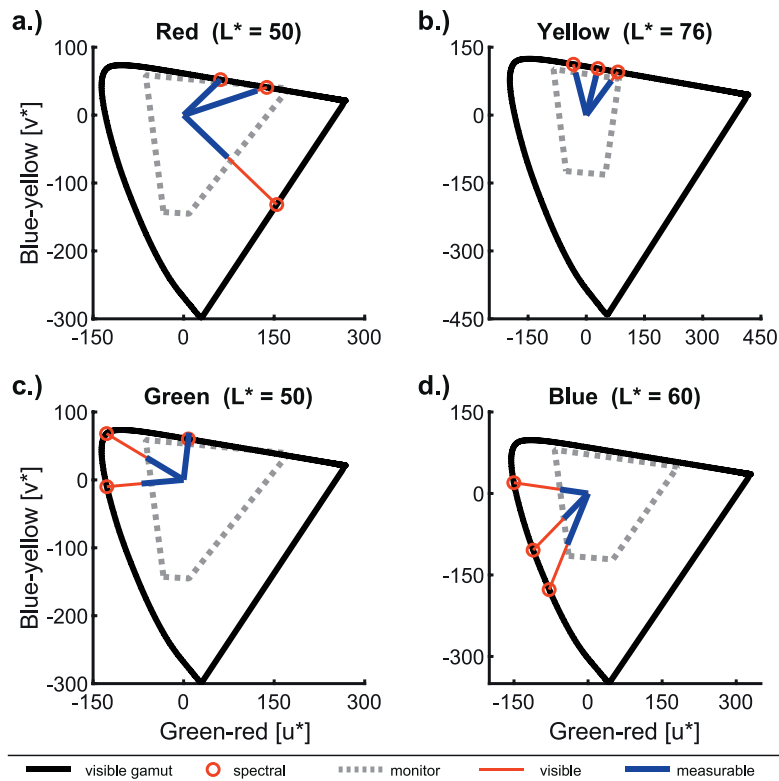 a.)
Red (L* = 50)
100
0
-100
-200
-300
-150
0
150
300
Blue-yellow [v*]
b.)
Yellow (L* = 76)
150
0
-150
-300
-450
-150
0
150
300
450
c.)
Green (L* = 50)
100
0
-100
-200
-300
-150
0
150
300
Blue-yellow [v*]
Green-red [u*]
d.)
Blue (L* = 60)
150
0
-150
-300
-150
0
150
300
Green-red [u*]
visible gamut spectral monitor visible measurable